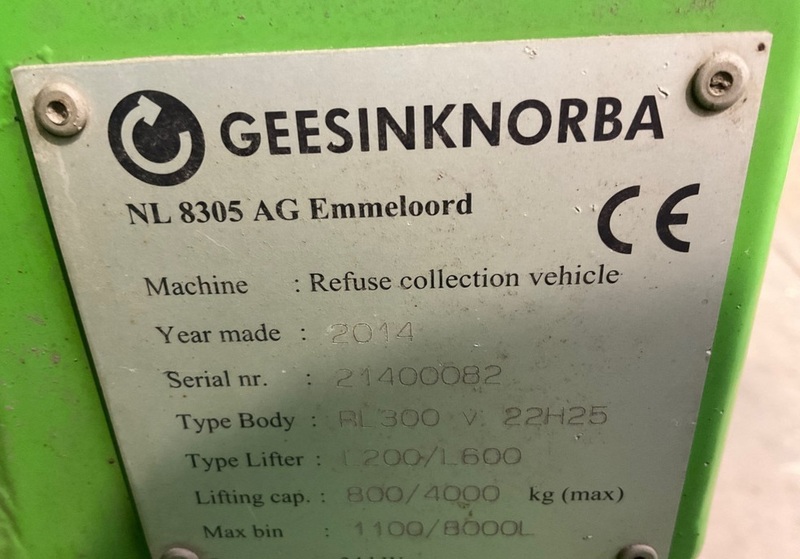 GEESINKNORBA
NL 8305 AG Emmeloord
CE
Machine : Refuse collection vehicle
Year made : 2014
Serial nr. : 21400082
Type Body : RL300 V. 22H25
Type Lifter : L200/L600
Lifting cap. : 800/4000 kg (max)
Max bin : 1100/8000L